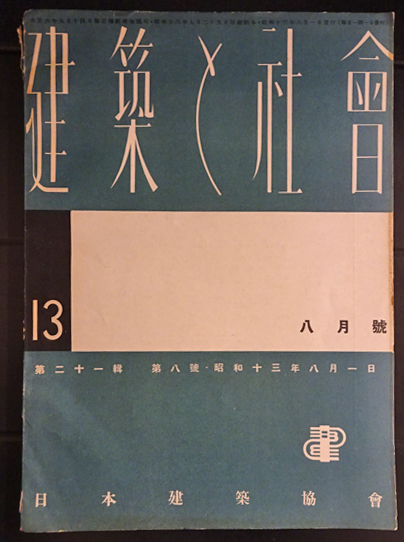 建築と社會
13
八月號
第二十一輯 第八號・昭和十三年八月一日
日本建築協會